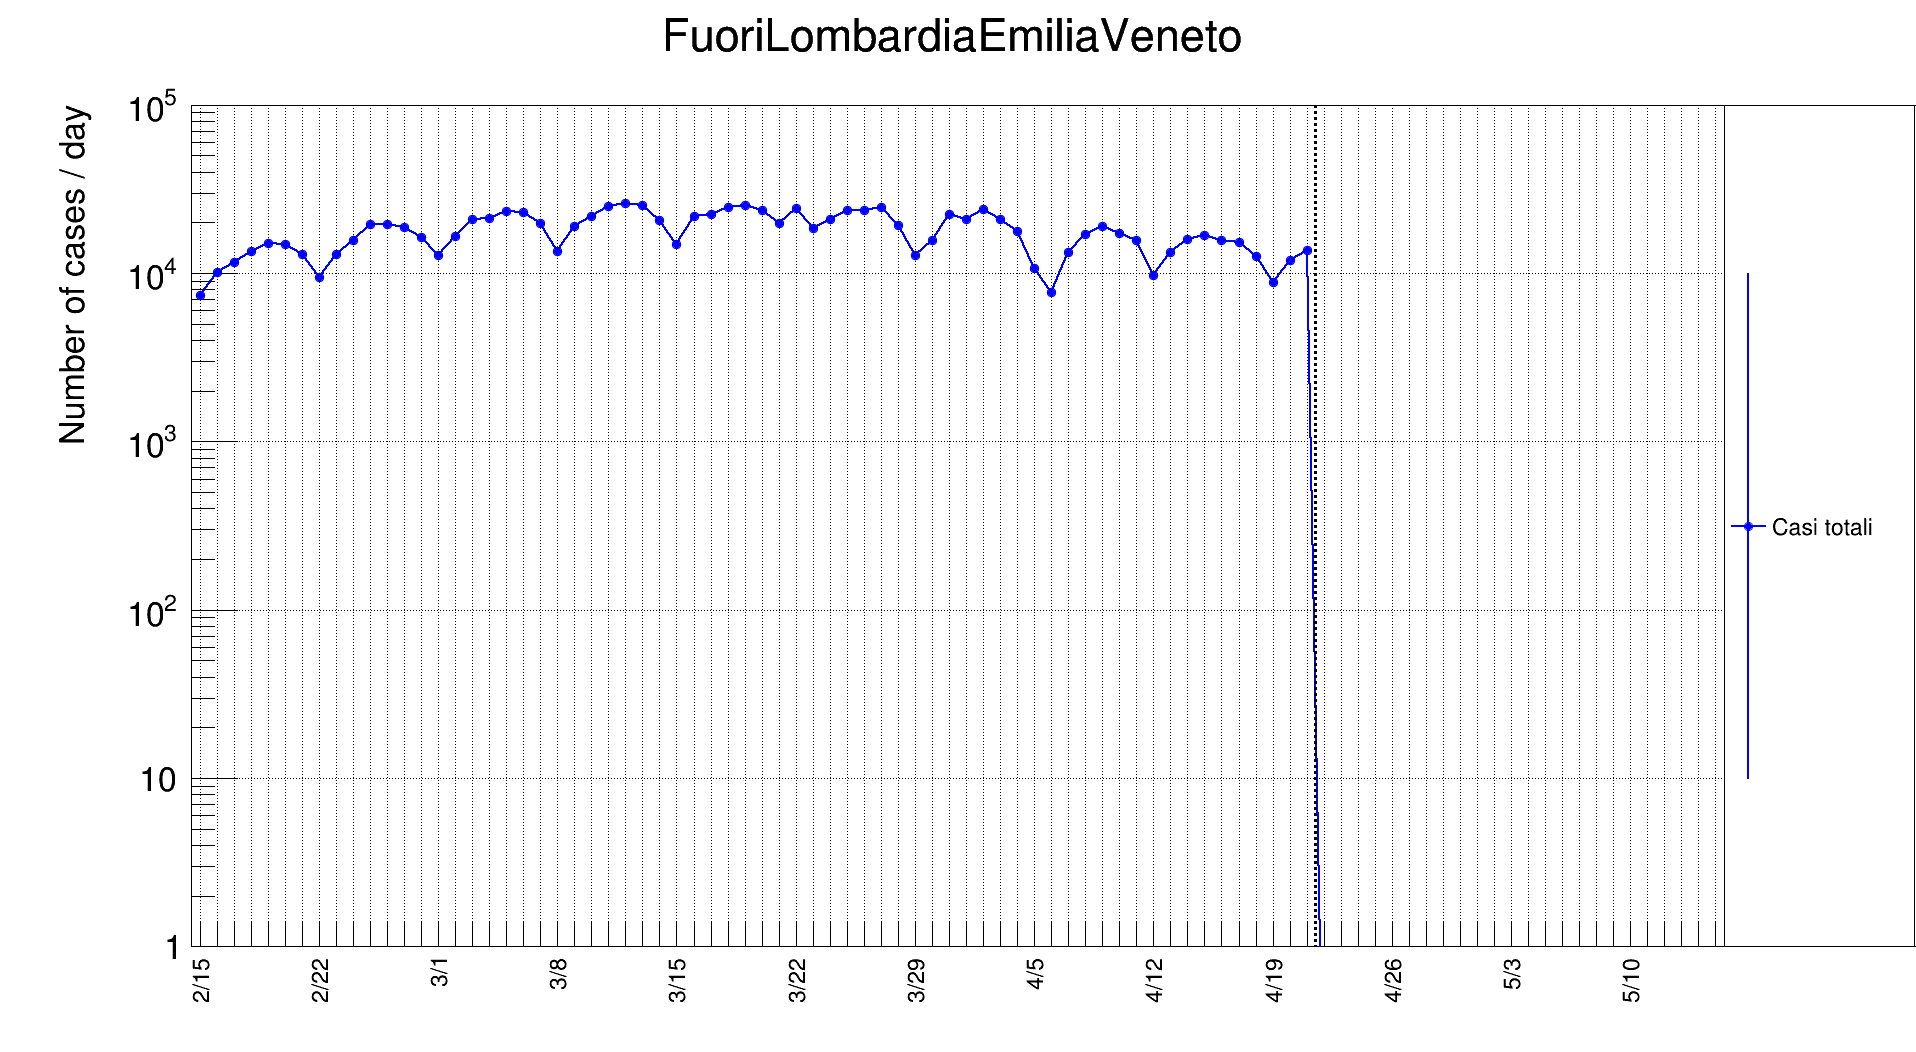 FuoriLombardiaEmiliaVeneto
Number of cases / day
10^5
10^4
10^3
10^2
10
1
2/15 2/22 3/1 3/8 3/15 3/22 3/29 4/5 4/12 4/19 4/26 5/3 5/10
Casi totali